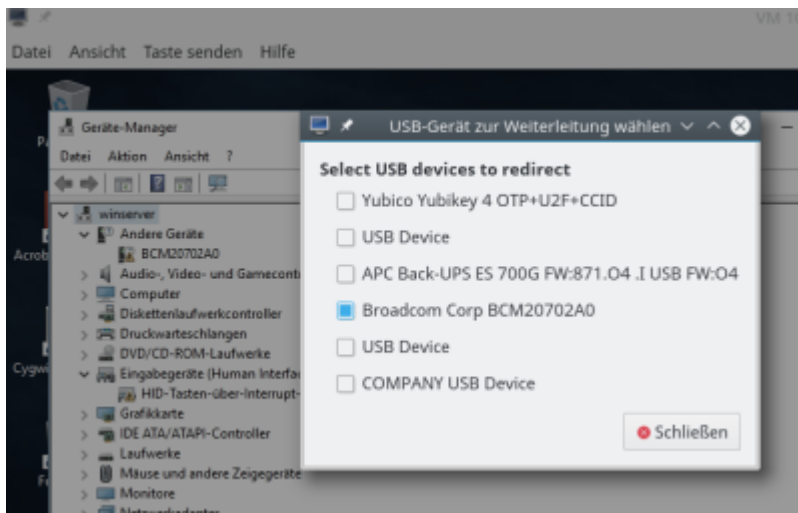 VM 10
Datei Ansicht Taste senden Hilfe
Geräte-Manager
Datei Aktion Ansicht ?
winserver
Andere Geräte
BCM20702A0
Audio-, Video- und Gamecont
Computer
Diskettenlaufwerkcontroller
Druckwarteschlangen
DVD/CD-ROM-Laufwerke
Eingabegeräte (Human Interfa
HID-Tasten-über-Interrupt-
Grafikkarte
IDE ATA/ATAPI-Controller
Laufwerke
Mäuse und andere Zeigegeräte
Monitore
Acrob
Cygw
USB-Gerät zur Weiterleitung wählen
Select USB devices to redirect
Yubico Yubikey 4 OTP+U2F+CCID
USB Device
APC Back-UPS ES 700G FW:871.O4 .I USB FW:O4
Broadcom Corp BCM20702A0
USB Device
COMPANY USB Device
Schließen